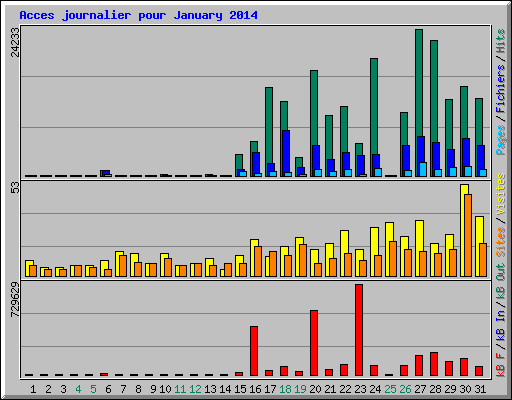 Acces journalier pour January 2014
24233
Pages / Fichiers / Hits
53
Sites / Visites
729629
kB F / kB In / kB Out
1 2 3 4 5 6 7 8 9 10 11 12 13 14 15 16 17 18 19 20 21 22 23 24 25 26 27 28 29 30 31